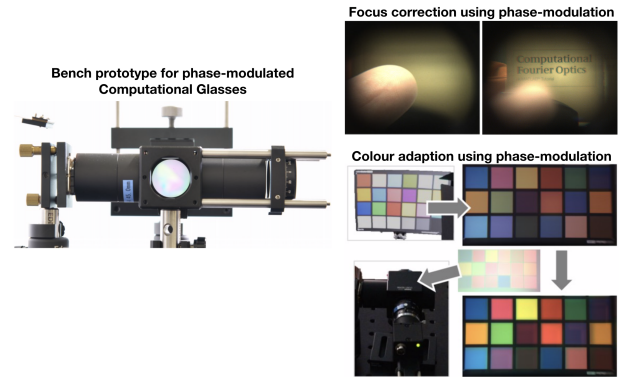 Focus correction using phase-modulation
Bench prototype for phase-modulated
Computational Glasses
Computational
Fourier Optics
Colour adaption using phase-modulation